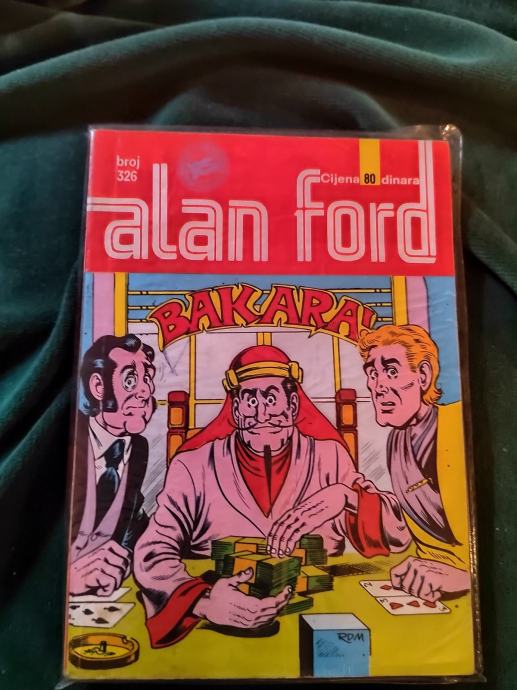 broj
326
Cijena 80 dinara
alan ford
BAKARA!
RDM